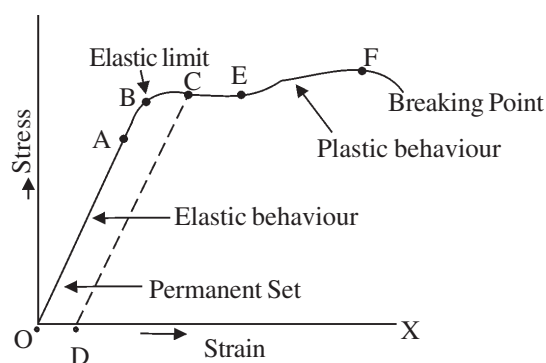 F
Elastic limit
C
E
B
Breaking Point
A
Plastic behaviour
Stress
Elastic behaviour
Permanent Set
O
D
Strain
X